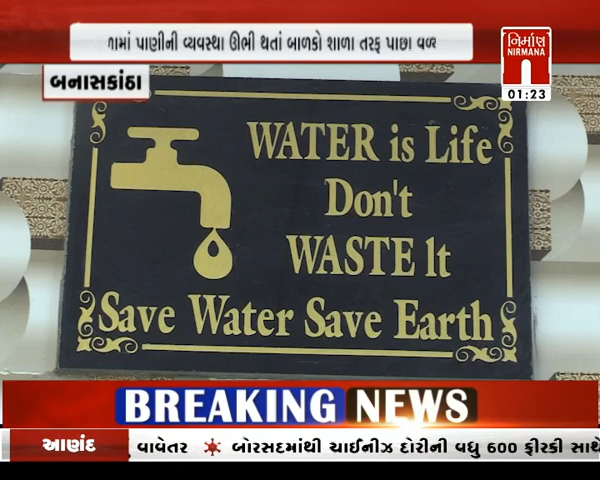 પાણીની વ્યવસ્થા ઊભી થતાં બાળકો શાળા તરફ પાછા
નિર્માણ
NIRMANA
01:23
બનાસકાંઠા
WATER is Life
Don't
WASTE It
Save Water Save Earth
BREAKING NEWS
આણંદ
વાવેતર
બોરસદમાંથી ચાઈનીઝ દોરીની વધુ 600 ફીરકી સાથે